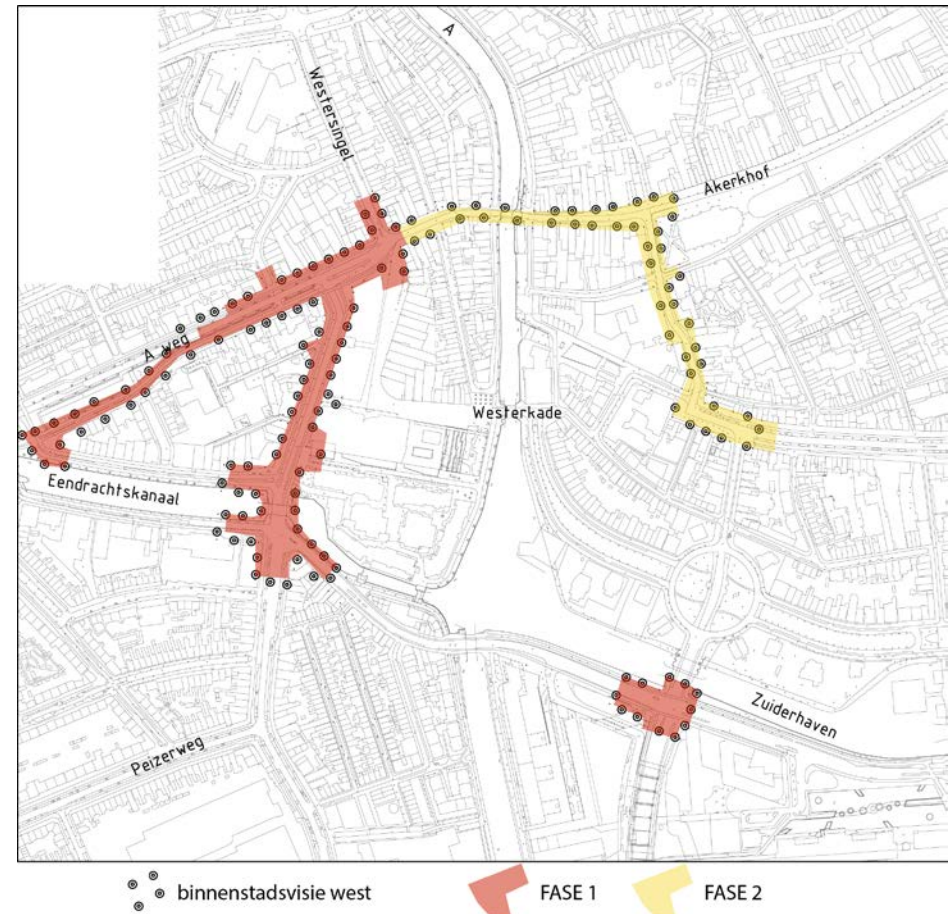 A
Westersingel
Akerkhof
A weg
Westerkade
Eendrachtskanaal
Zuiderhaven
Peizerweg
binnenstadsvisie west
FASE 1
FASE 2